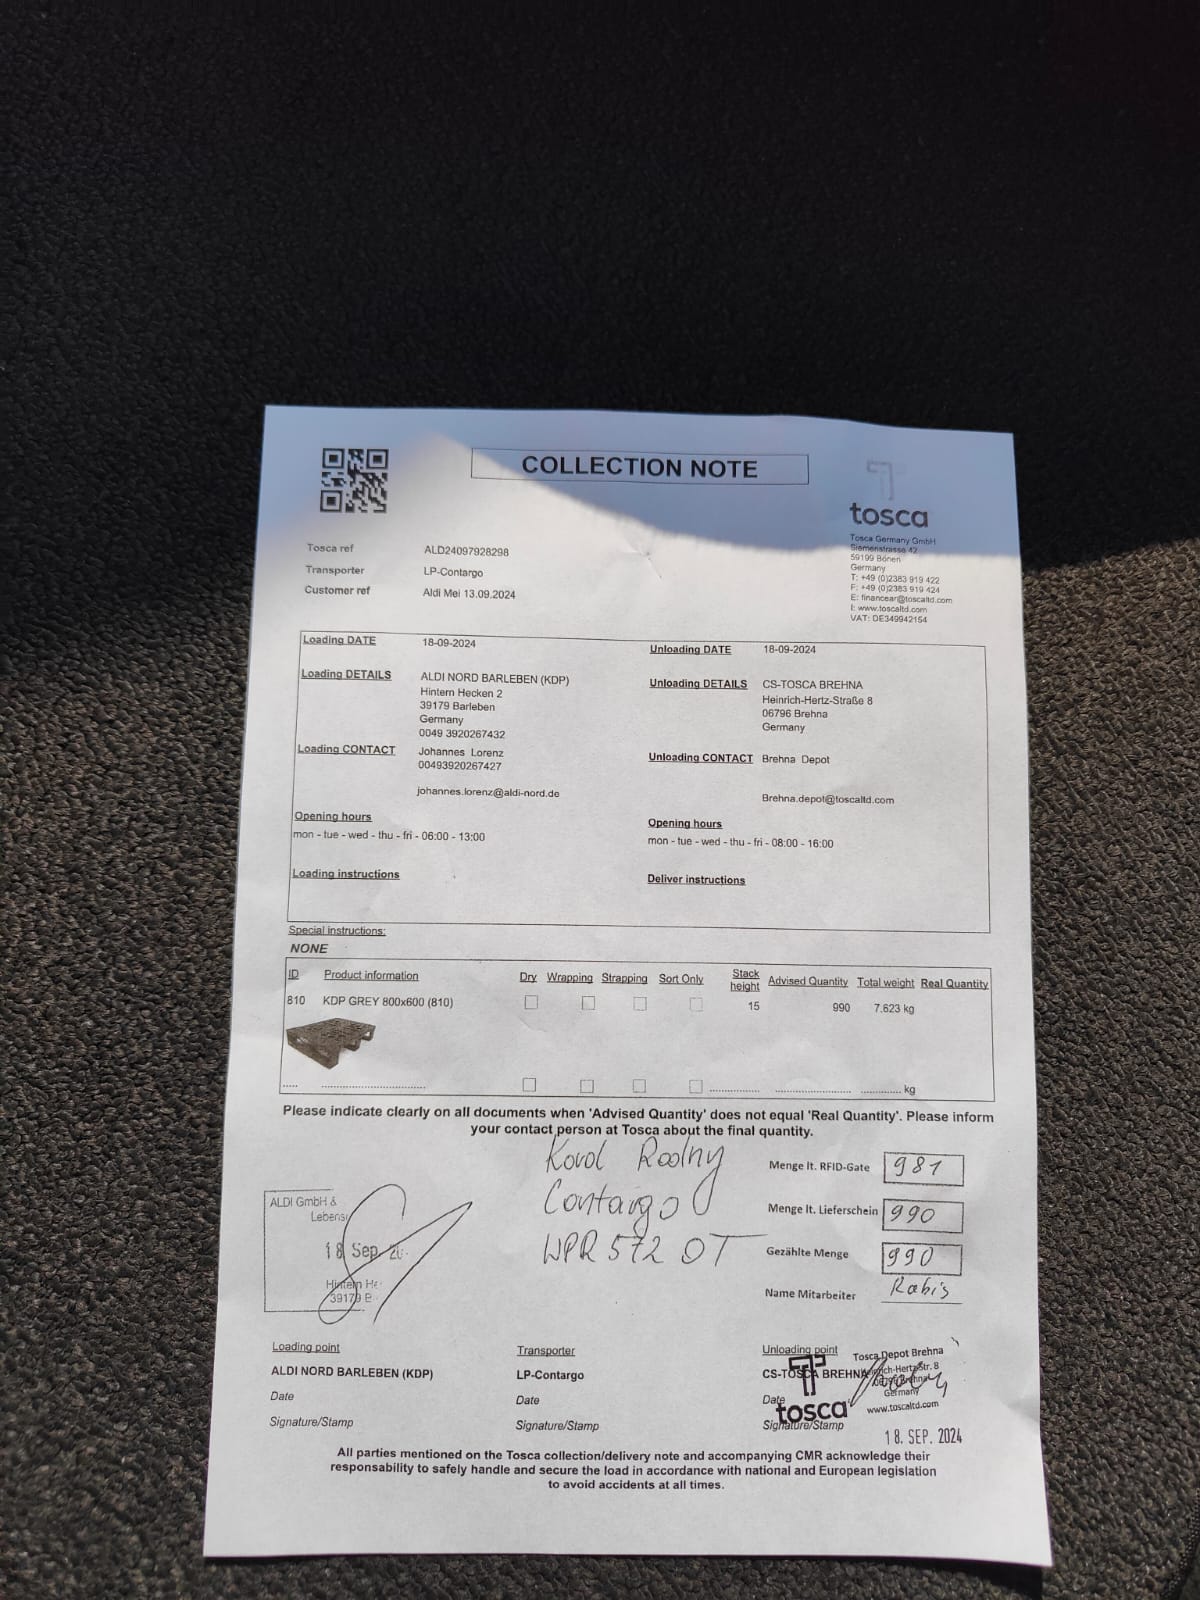 COLLECTION NOTE
tosca
Tosca Germany GmbH
Siemenstrasse 42
59199 Bönen
Germany
T: +49 (0)2383 919 422
F: +49 (0)2383 919 424
E: financear@toscaltd.com
I: www.toscaltd.com
VAT: DE349942154
Tosca ref ALD24097928298
Transporter LP-Contargo
Customer ref Aldi Mei 13.09.2024
Loading DATE 18-09-2024
Loading DETAILS ALDI NORD BARLEBEN (KDP)
Hintern Hecken 2
39179 Barleben
Germany
0049 3920267432
Loading CONTACT Johannes Lorenz
00493920267427
johannes.lorenz@aldi-nord.de
Opening hours
mon - tue - wed - thu - fri - 06:00 - 13:00
Loading instructions
Unloading DATE 18-09-2024
Unloading DETAILS CS-TOSCA BREHNA
Heinrich-Hertz-Straße 8
06796 Brehna
Germany
Unloading CONTACT Brehna Depot
Brehna.depot@toscaltd.com
Opening hours
mon - tue - wed - thu - fri - 08:00 - 16:00
Deliver instructions
Special instructions:
NONE
ID Product information Dry Wrapping Strapping Sort Only Stack height Advised Quantity Total weight Real Quantity
810 KDP GREY 800x600 (810) 15 990 7.623 kg
..... .......................... ............. .................... ........... kg
Please indicate clearly on all documents when 'Advised Quantity' does not equal 'Real Quantity'. Please inform
your contact person at Tosca about the final quantity.
ALDI GmbH &
Lebens
18 Sep. 20
Hintern He
39179 B
Contargo
WPR 572 OT
Menge lt. RFID-Gate 981
Menge lt. Lieferschein 990
Gezählte Menge 990
Name Mitarbeiter Rabis
Loading point
ALDI NORD BARLEBEN (KDP)
Date
Signature/Stamp
Transporter
LP-Contargo
Date
Signature/Stamp
Unloading point
CS-TOSCA BREHNA
Date
Signature/Stamp
tosca
Tosca Depot Brehna
Germany
www.toscaltd.com
18. SEP. 2024
All parties mentioned on the Tosca collection/delivery note and accompanying CMR acknowledge their
responsability to safely handle and secure the load in accordance with national and European legislation
to avoid accidents at all times.